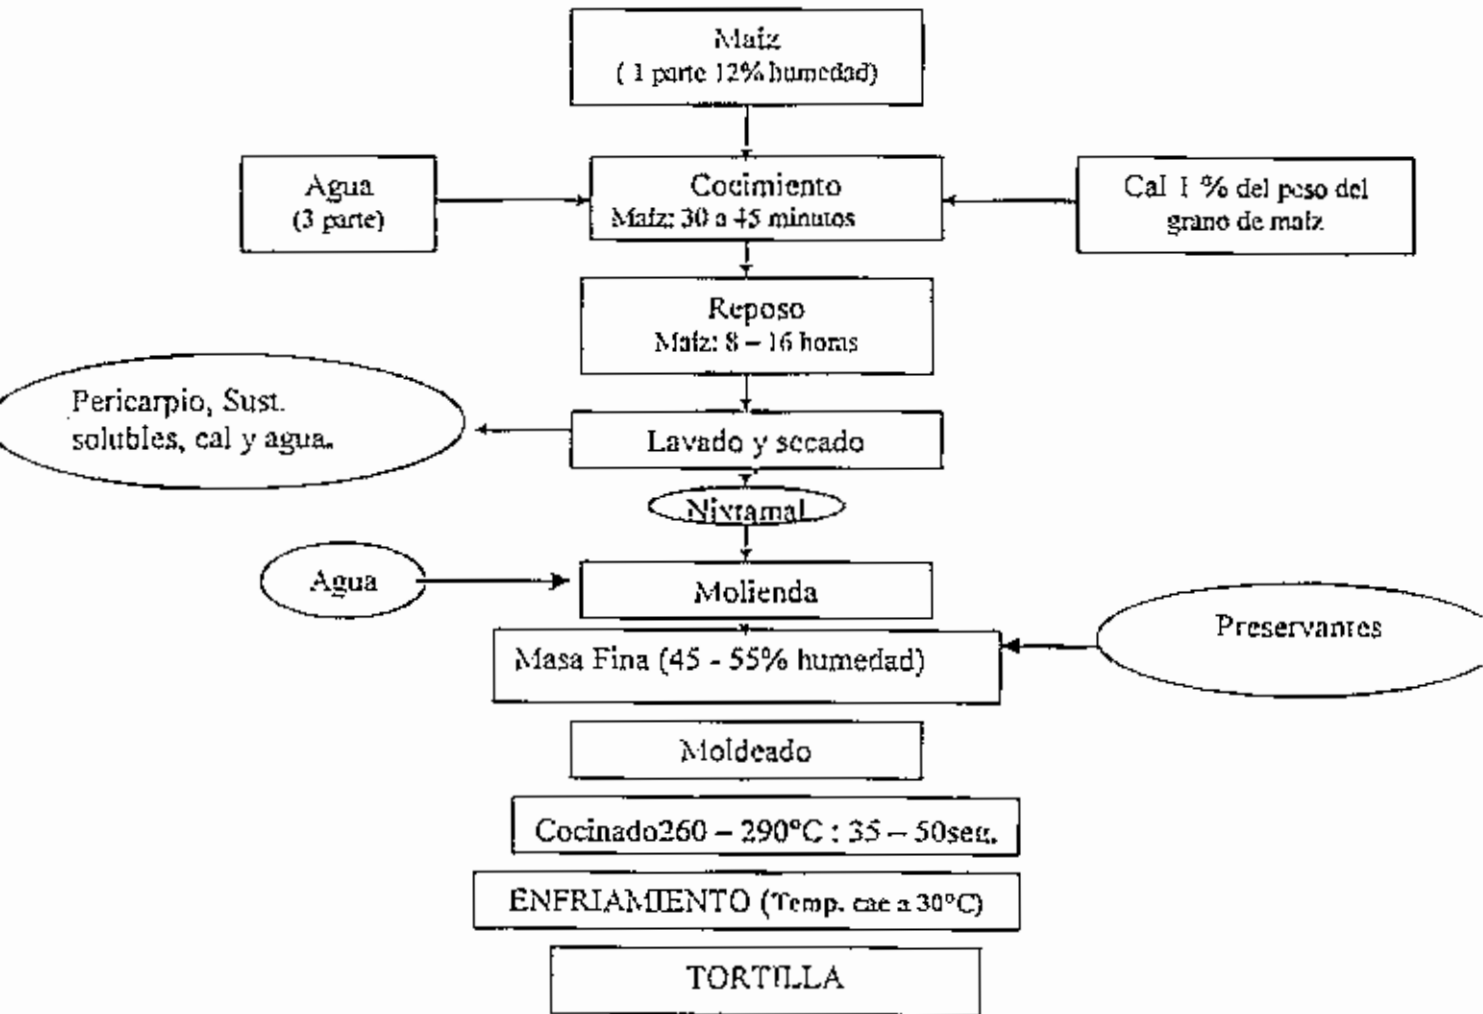 Maíz
( 1 parte 12% humedad)
Agua
(3 parte)
Cocimiento
Maíz: 30 a 45 minutos
Cal 1 % del peso del
grano de maíz
Reposo
Maíz: 8 – 16 horas
Pericarpio, Sust.
solubles, cal y agua.
Lavado y secado
Nixtamal
Agua
Molienda
Masa Fina (45 - 55% humedad)
Preservantes
Moldeado
Cocinado260 – 290°C : 35 – 50seg.
ENFRIAMIENTO (Temp. cae a 30°C)
TORTILLA